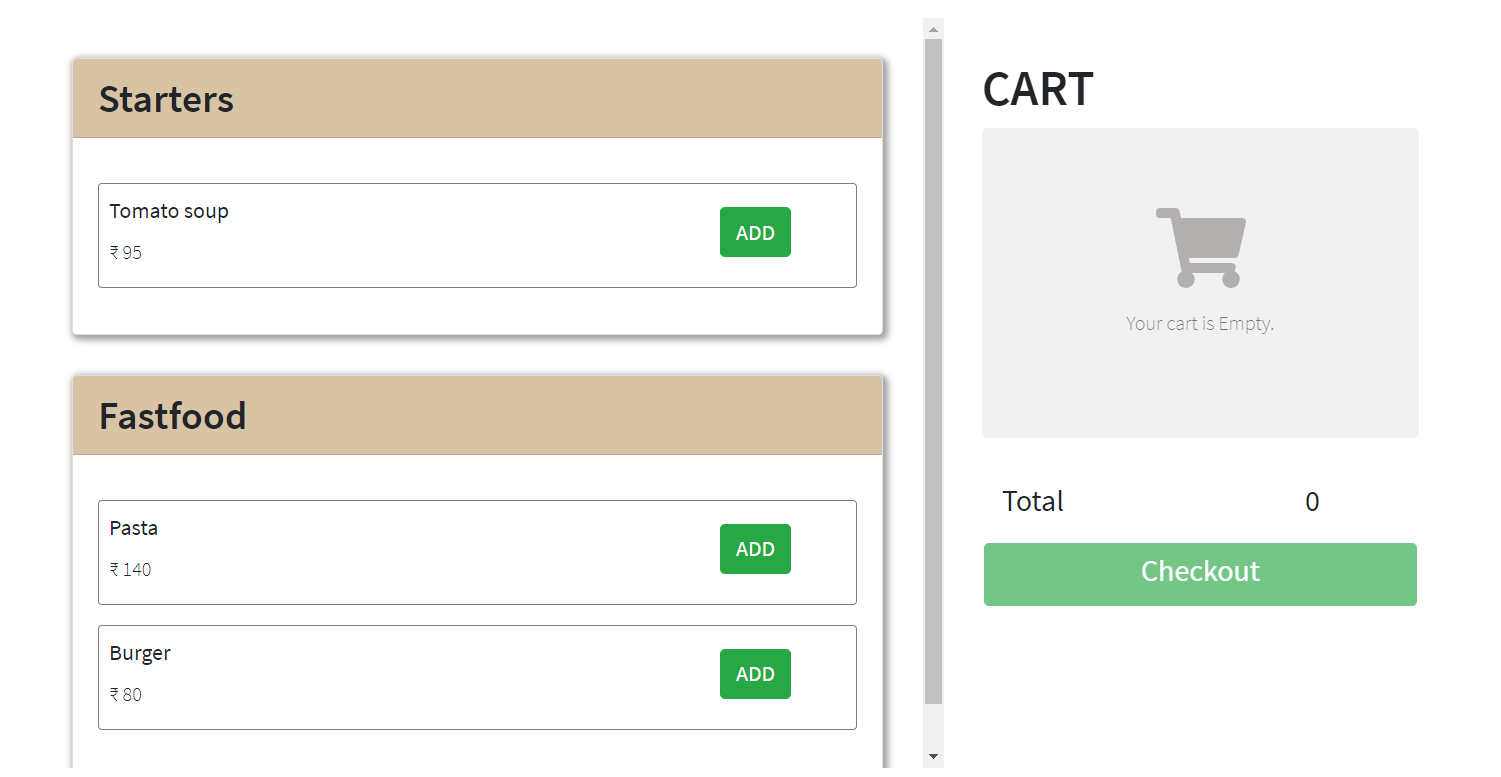 Starters
Tomato soup
₹ 95
ADD
Fastfood
Pasta
₹ 140
ADD
Burger
₹ 80
ADD
CART
Your cart is Empty.
Total 0
Checkout